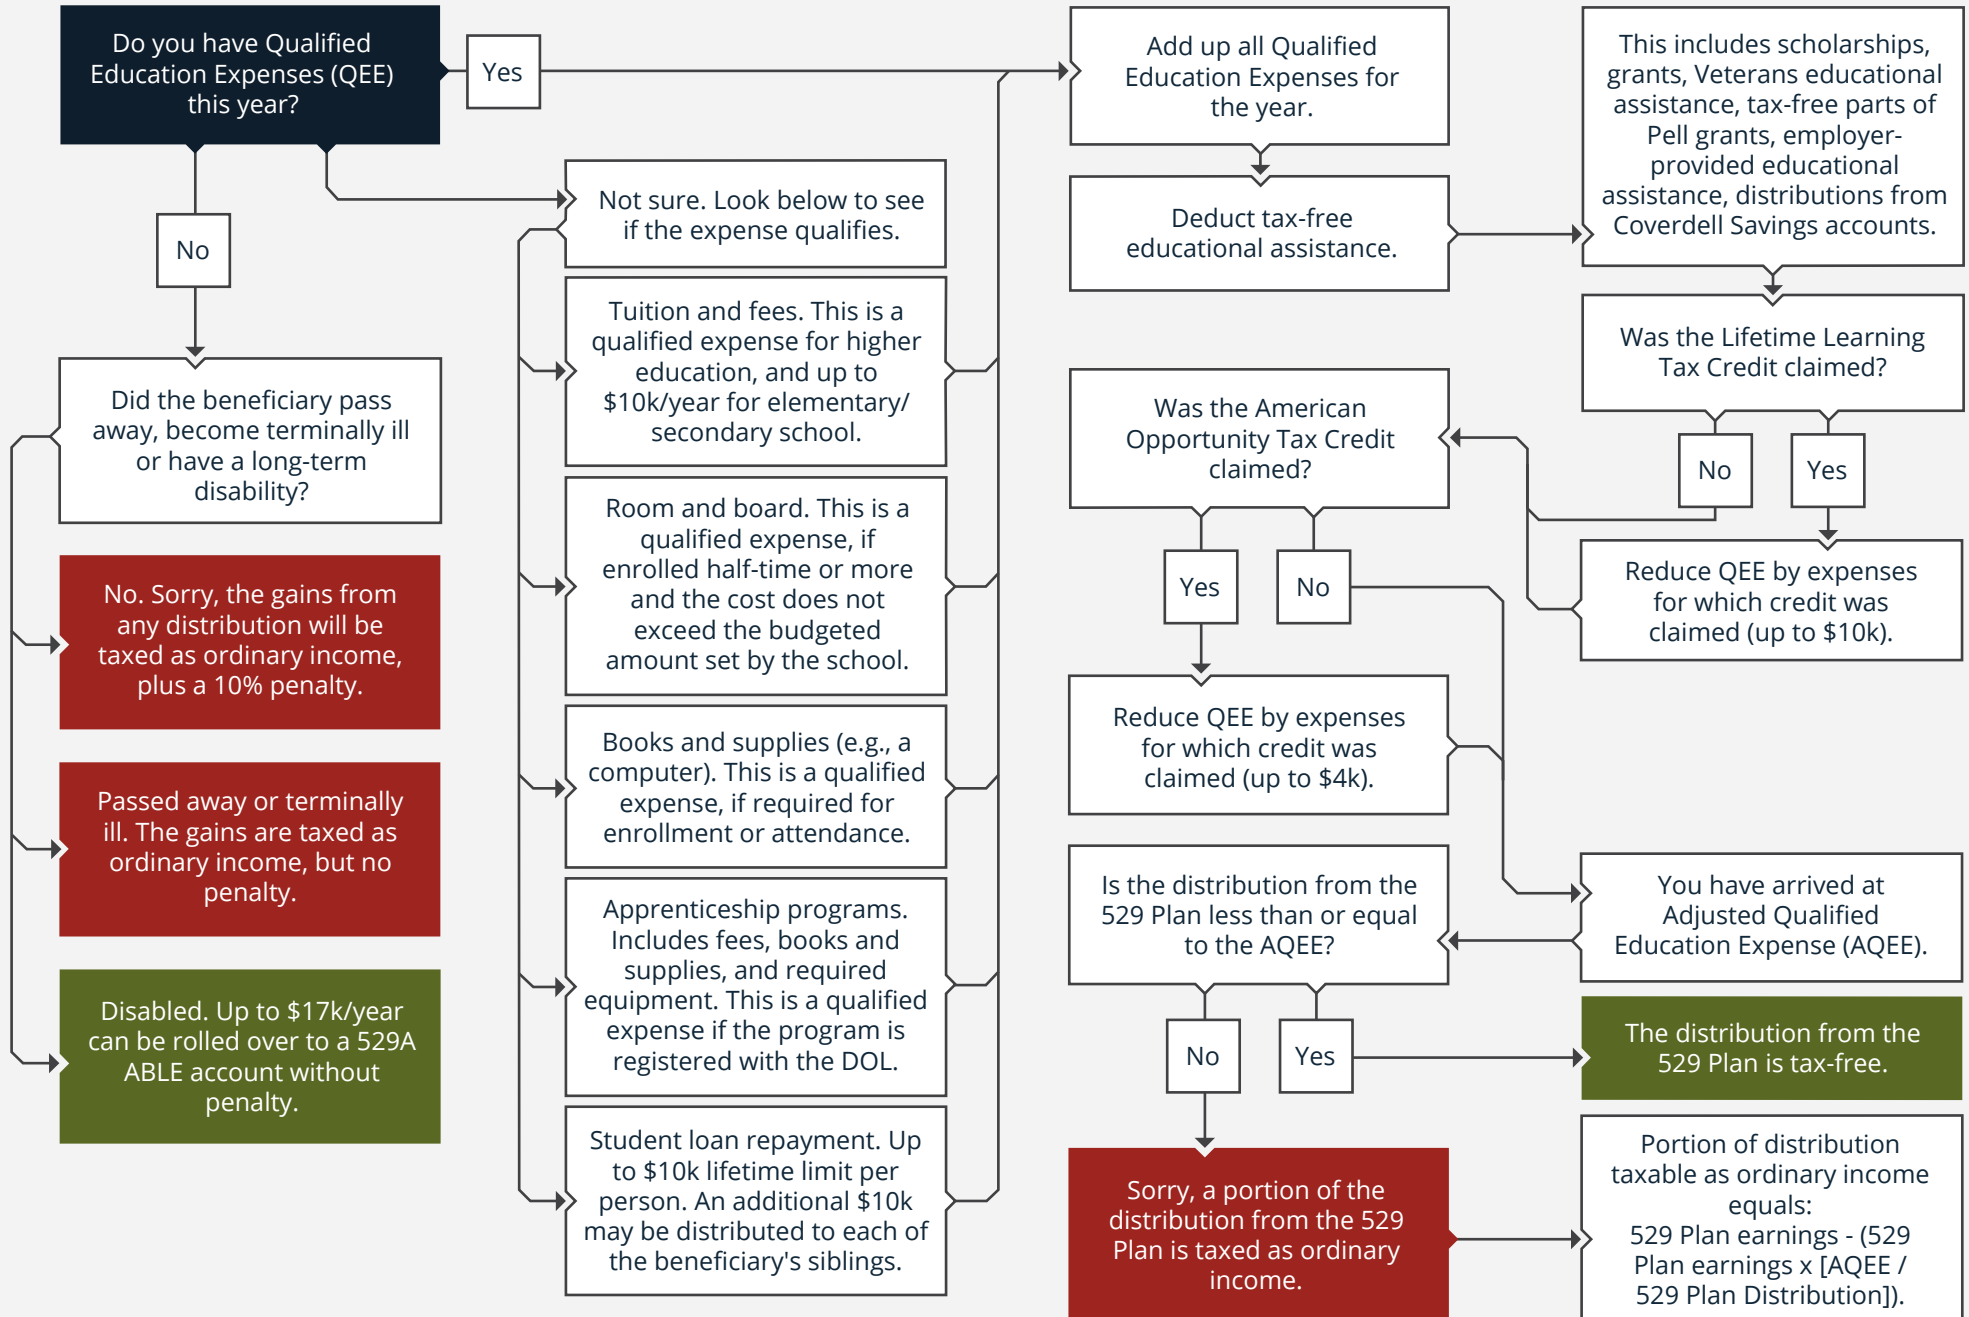 Do you have Qualified
Education Expenses (QEE)
this year?
Yes
No
Did the beneficiary pass
away, become terminally ill
or have a long-term
disability?
No. Sorry, the gains from
any distribution will be
taxed as ordinary income,
plus a 10% penalty.
Passed away or terminally
ill. The gains are taxed as
ordinary income, but no
penalty.
Disabled. Up to $17k/year
can be rolled over to a 529A
ABLE account without
penalty.
Not sure. Look below to see
if the expense qualifies.
Tuition and fees. This is a
qualified expense for higher
education, and up to
$10k/year for elementary/
secondary school.
Room and board. This is a
qualified expense, if
enrolled half-time or more
and the cost does not
exceed the budgeted
amount set by the school.
Books and supplies (e.g., a
computer). This is a qualified
expense, if required for
enrollment or attendance.
Apprenticeship programs.
Includes fees, books and
supplies, and required
equipment. This is a qualified
expense if the program is
registered with the DOL.
Student loan repayment. Up
to $10k lifetime limit per
person. An additional $10k
may be distributed to each of
the beneficiary's siblings.
Add up all Qualified
Education Expenses for
the year.
Deduct tax-free
educational assistance.
This includes scholarships,
grants, Veterans educational
assistance, tax-free parts of
Pell grants, employer-
provided educational
assistance, distributions from
Coverdell Savings accounts.
Was the Lifetime Learning
Tax Credit claimed?
No
Yes
Reduce QEE by expenses
for which credit was
claimed (up to $10k).
Was the American
Opportunity Tax Credit
claimed?
Yes
No
Reduce QEE by expenses
for which credit was
claimed (up to $4k).
You have arrived at
Adjusted Qualified
Education Expense (AQEE).
Is the distribution from the
529 Plan less than or equal
to the AQEE?
No
Yes
The distribution from the
529 Plan is tax-free.
Sorry, a portion of the
distribution from the 529
Plan is taxed as ordinary
income.
Portion of distribution
taxable as ordinary income
equals:
529 Plan earnings - (529
Plan earnings x [AQEE /
529 Plan Distribution]).